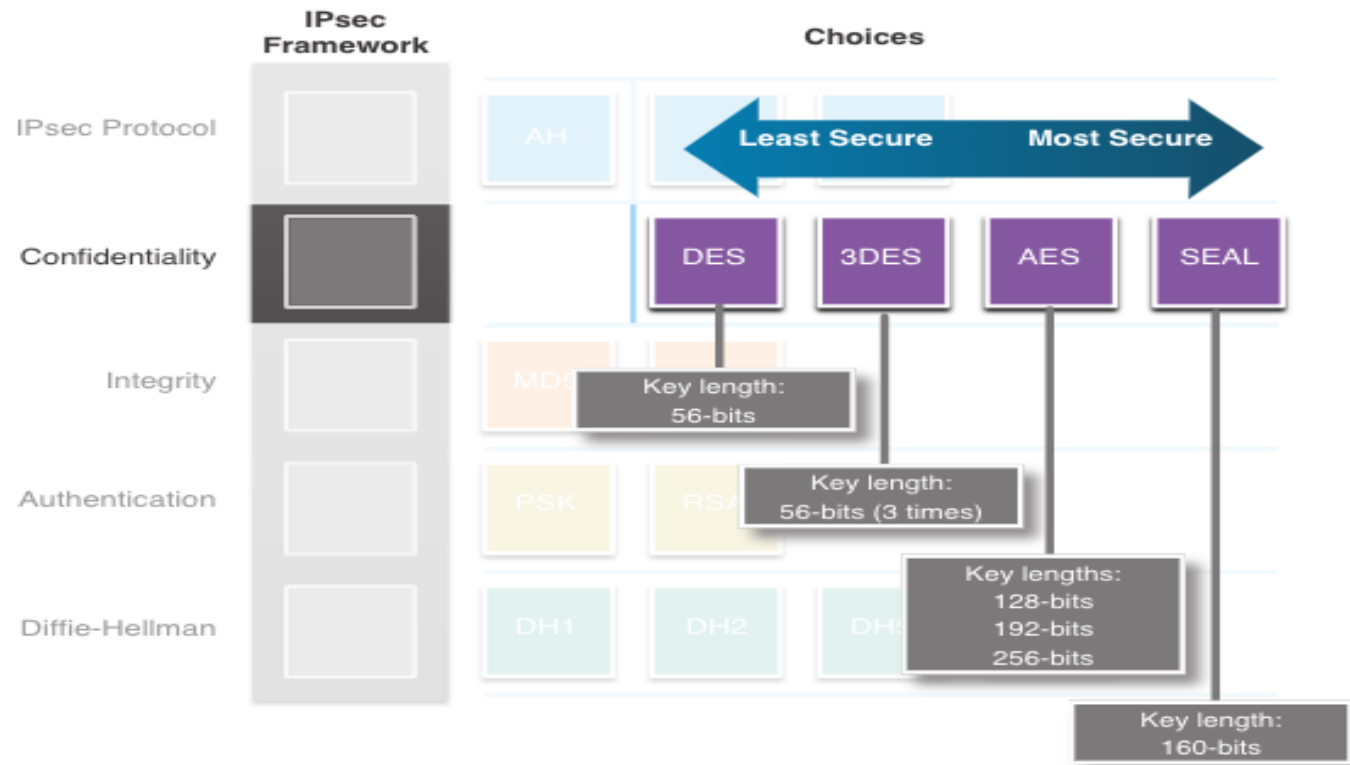 IPsec
Framework
Choices
IPsec Protocol
AH
Least Secure
Most Secure
Confidentiality
DES
3DES
AES
SEAL
Integrity
Key length:
56-bits
Authentication
PSK
Key length:
56-bits (3 times)
Diffie-Hellman
DH1
DH2
Key lengths:
128-bits
192-bits
256-bits
Key length:
160-bits